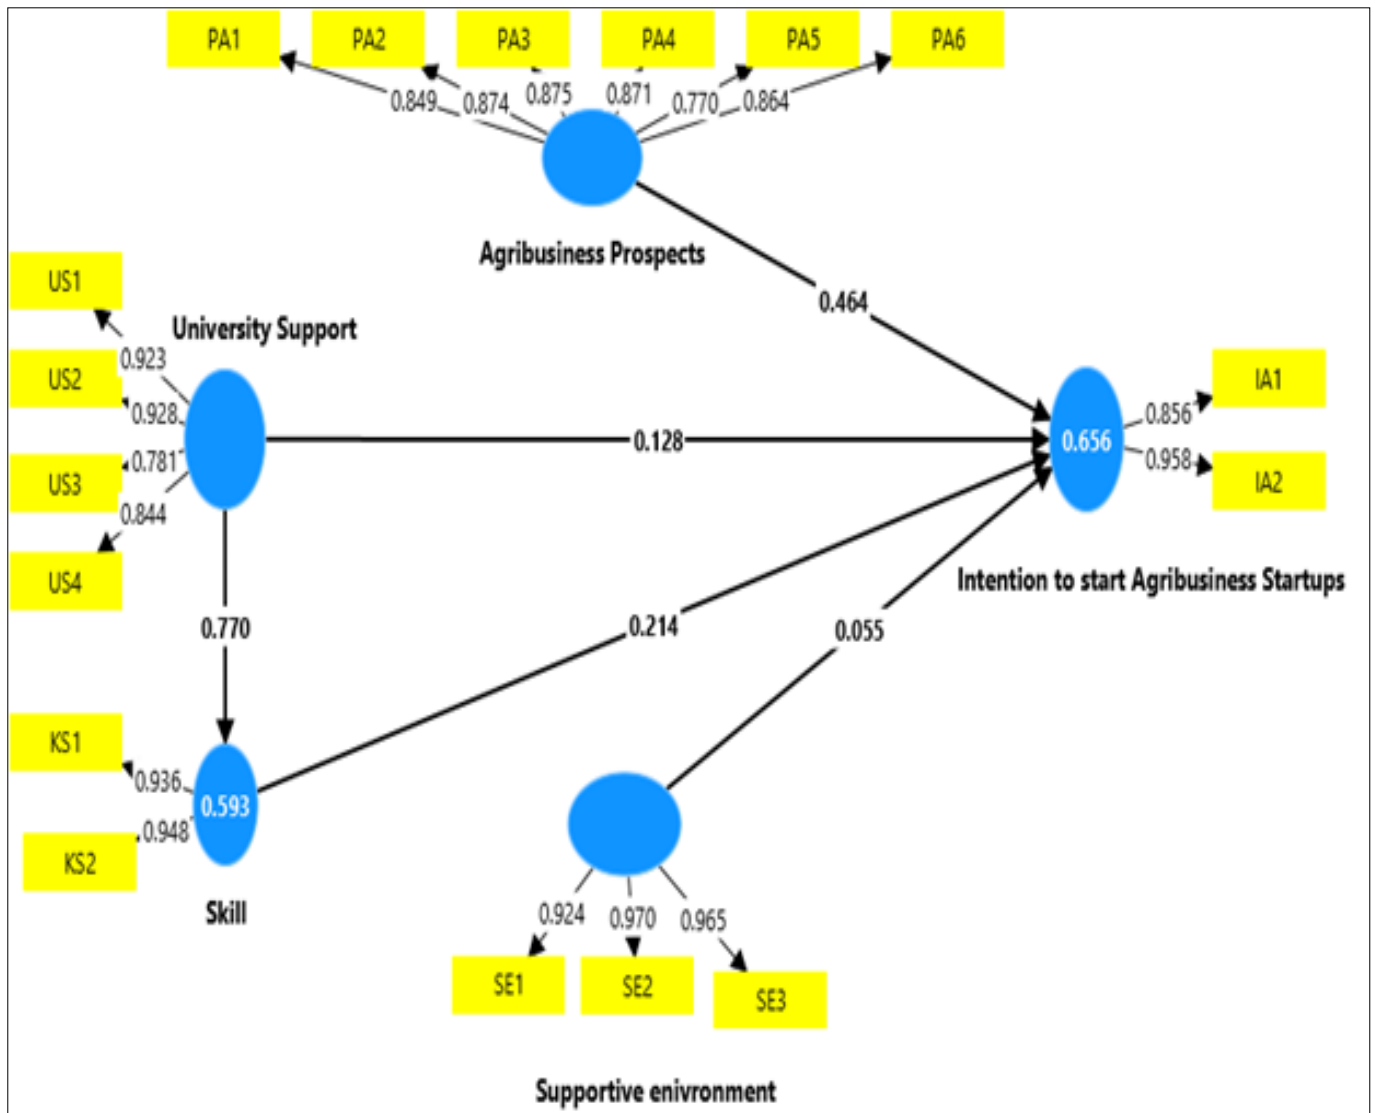 PA1 PA2 PA3 PA4 PA5 PA6
0.849 0.874 0.875 0.871 0.770 0.864
Agribusiness Prospects
US1
University Support
0.464
0.923
US2
0.928
IA1
0.856
0.128
0.656
0.781
0.958
US3
IA2
0.844
US4
Intention to start Agribusiness Startups
0.770
0.214
0.055
KS1
0.936
0.593
0.948
KS2
Skill
0.924 0.970 0.965
SE1 SE2 SE3
Supportive enivronment